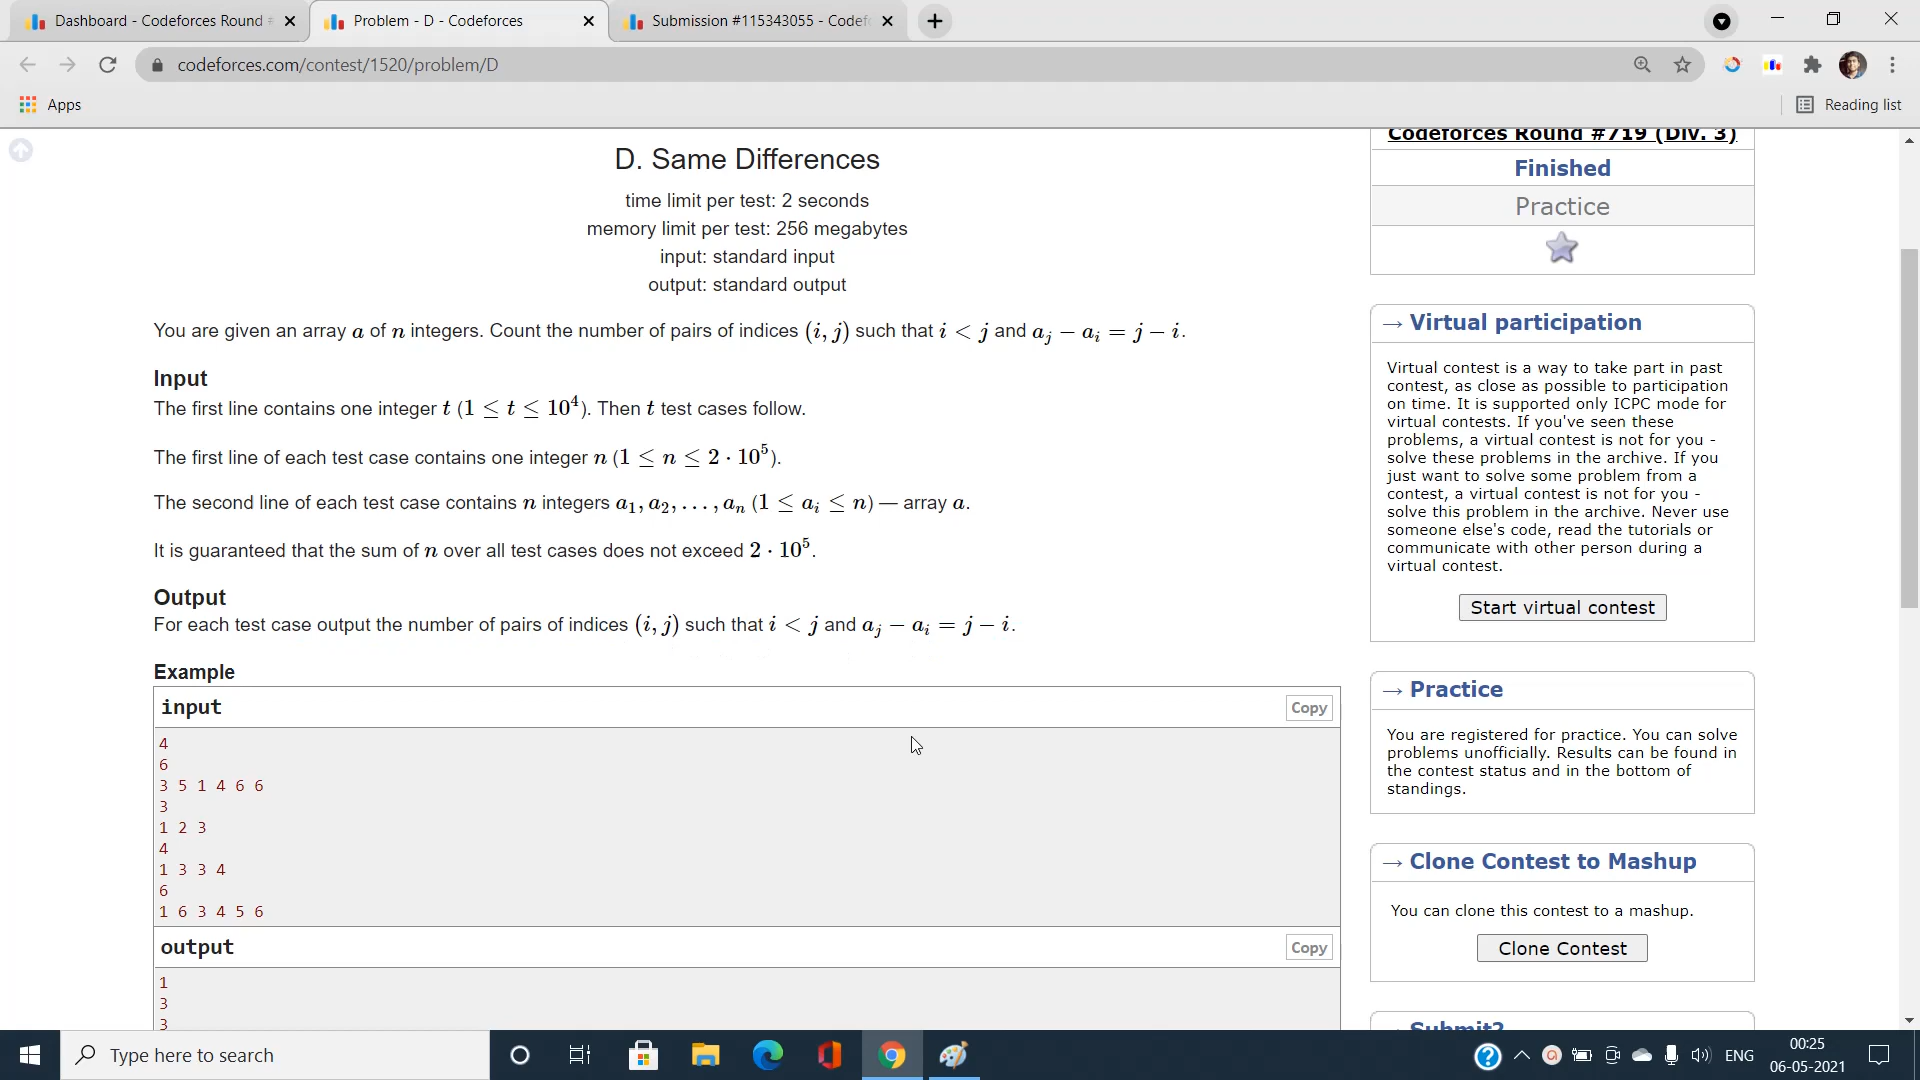 Dashboard - Codeforces Round
Problem - D - Codeforces
Submission #115343055 - Codef
codeforces.com/contest/1520/problem/D
Apps
Reading list
D. Same Differences
time limit per test: 2 seconds
memory limit per test: 256 megabytes
input: standard input
output: standard output
You are given an array a of n integers. Count the number of pairs of indices (i, j) such that i < j and a_j − a_i = j − i.
Input
The first line contains one integer t (1 ≤ t ≤ 10⁴). Then t test cases follow.
The first line of each test case contains one integer n (1 ≤ n ≤ 2 · 10⁵).
The second line of each test case contains n integers a₁, a₂, . . . , aₙ (1 ≤ a_i ≤ n) — array a.
It is guaranteed that the sum of n over all test cases does not exceed 2 · 10⁵.
Output
For each test case output the number of pairs of indices (i, j) such that i < j and a_j − a_i = j − i.
Example
input
Copy
4
6
3 5 1 4 6 6
3
1 2 3
4
1 3 3 4
6
1 6 3 4 5 6
output
Copy
1
3
3
Codeforces Round #719 (Div. 3)
Finished
Practice
→ Virtual participation
Virtual contest is a way to take part in past
contest, as close as possible to participation
on time. It is supported only ICPC mode for
virtual contests. If you've seen these
problems, a virtual contest is not for you -
solve these problems in the archive. If you
just want to solve some problem from a
contest, a virtual contest is not for you -
solve this problem in the archive. Never use
someone else's code, read the tutorials or
communicate with other person during a
virtual contest.
Start virtual contest
→ Practice
You are registered for practice. You can solve
problems unofficially. Results can be found in
the contest status and in the bottom of
standings.
→ Clone Contest to Mashup
You can clone this contest to a mashup.
Clone Contest
→ Submit?
Type here to search
ENG
00:25
06-05-2021